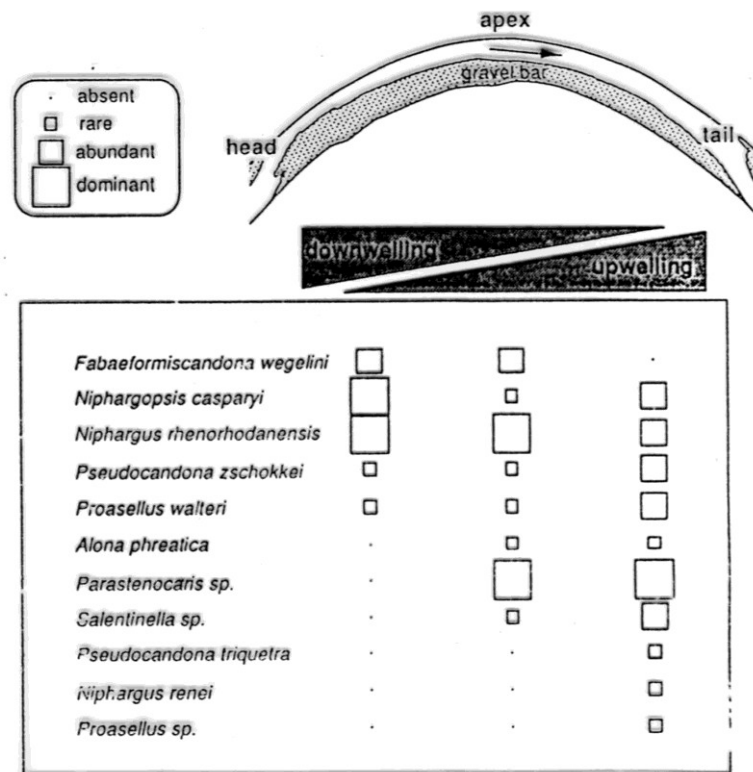 apex
gravel bar
head
tail
absent
rare
abundant
dominant
downwelling
upwelling
Fabaeformiscandona wegelini
Niphargopsis casparyi
Niphargus rhenorhodanensis
Pseudocandona zschokkei
Proasellus walteri
Alona phreatica
Parastenocaris sp.
Salentinella sp.
Pseudocandona triquetra
Niphargus renei
Proasellus sp.